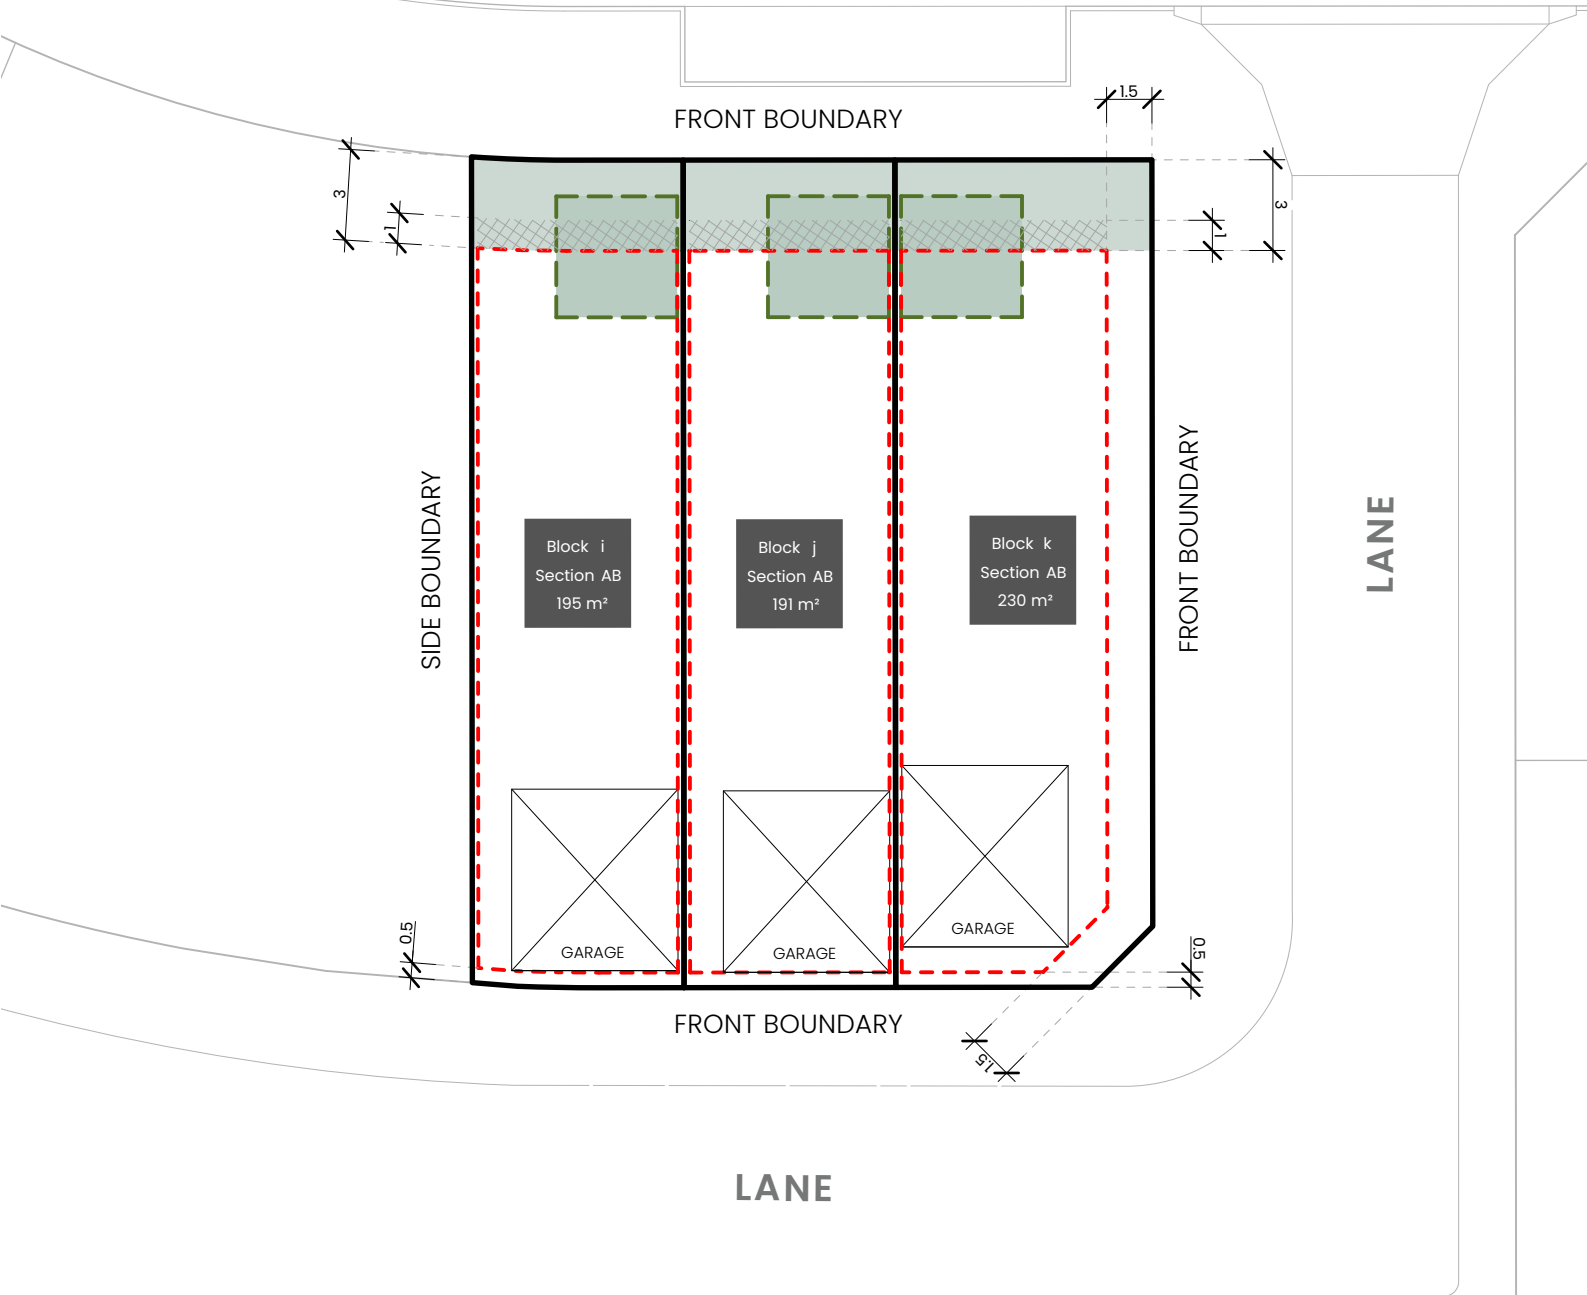 1.5
FRONT BOUNDARY
3
1
3
1
SIDE BOUNDARY
FRONT BOUNDARY
LANE
Block i
Section AB
195 m²
Block j
Section AB
191 m²
Block k
Section AB
230 m²
GARAGE
GARAGE
GARAGE
0.5
0.5
FRONT BOUNDARY
1.5
LANE